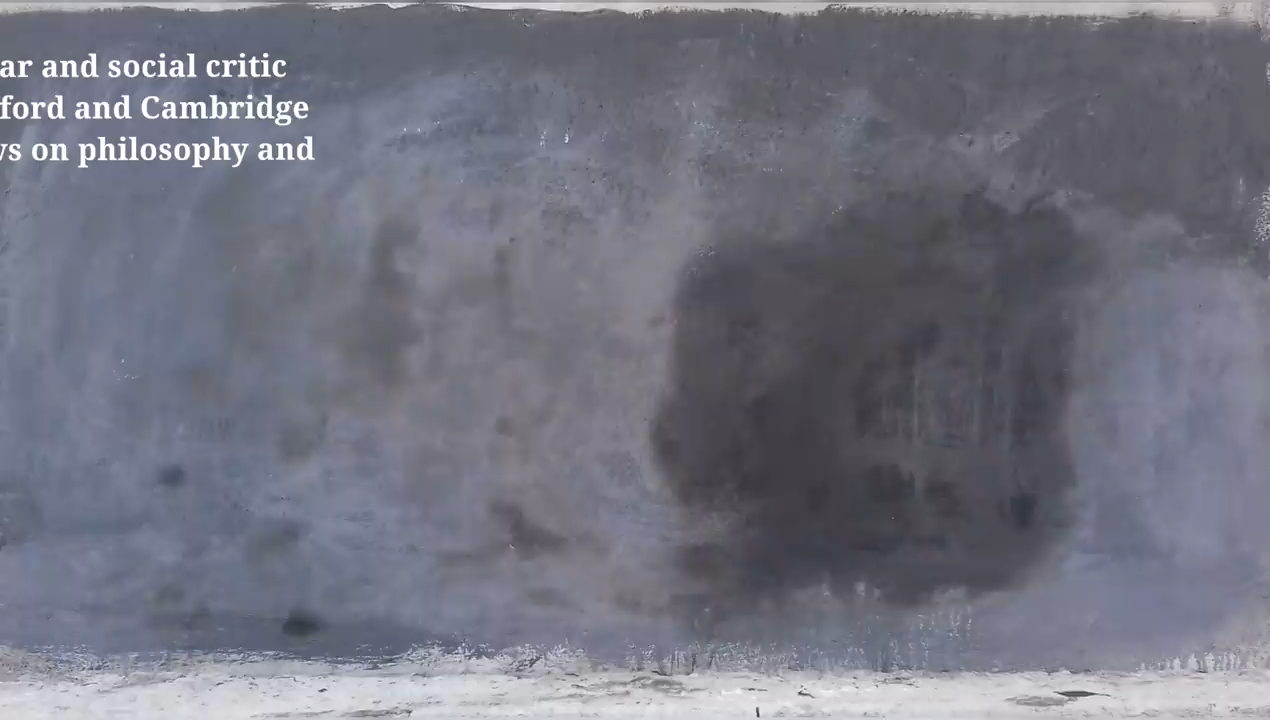 ar and social critic
ford and Cambridge
vs on philosophy and